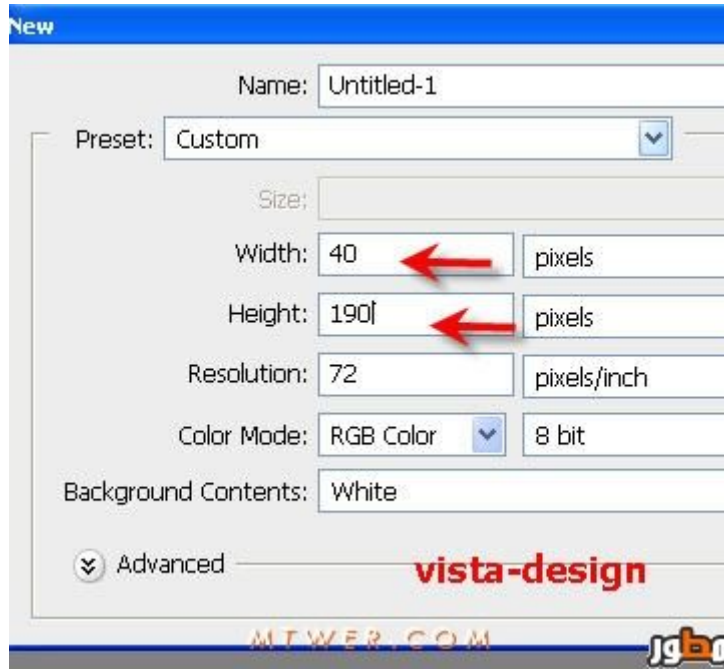 New
Name: Untitled-1
Preset: Custom
Size:
Width: 40 pixels
Height: 190 pixels
Resolution: 72 pixels/inch
Color Mode: RGB Color 8 bit
Background Contents: White
Advanced
vista-design
MTWER.COM